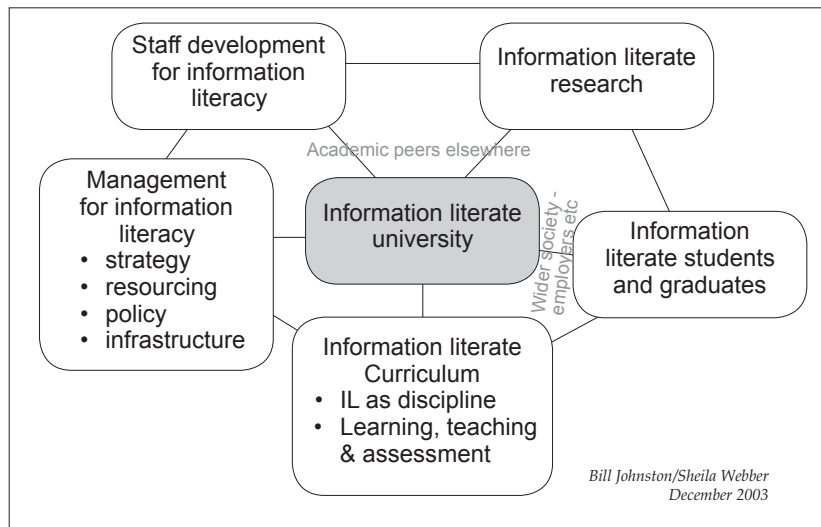 Staff development
for information
literacy
Information literate
research
Academic peers elsewhere
Management
for information
literacy
• strategy
• resourcing
• policy
• infrastructure
Information literate
university
Wider society -
employers etc
Information
literate students
and graduates
Information literate
Curriculum
• IL as discipline
• Learning, teaching
& assessment
Bill Johnston/Sheila Webber
December 2003